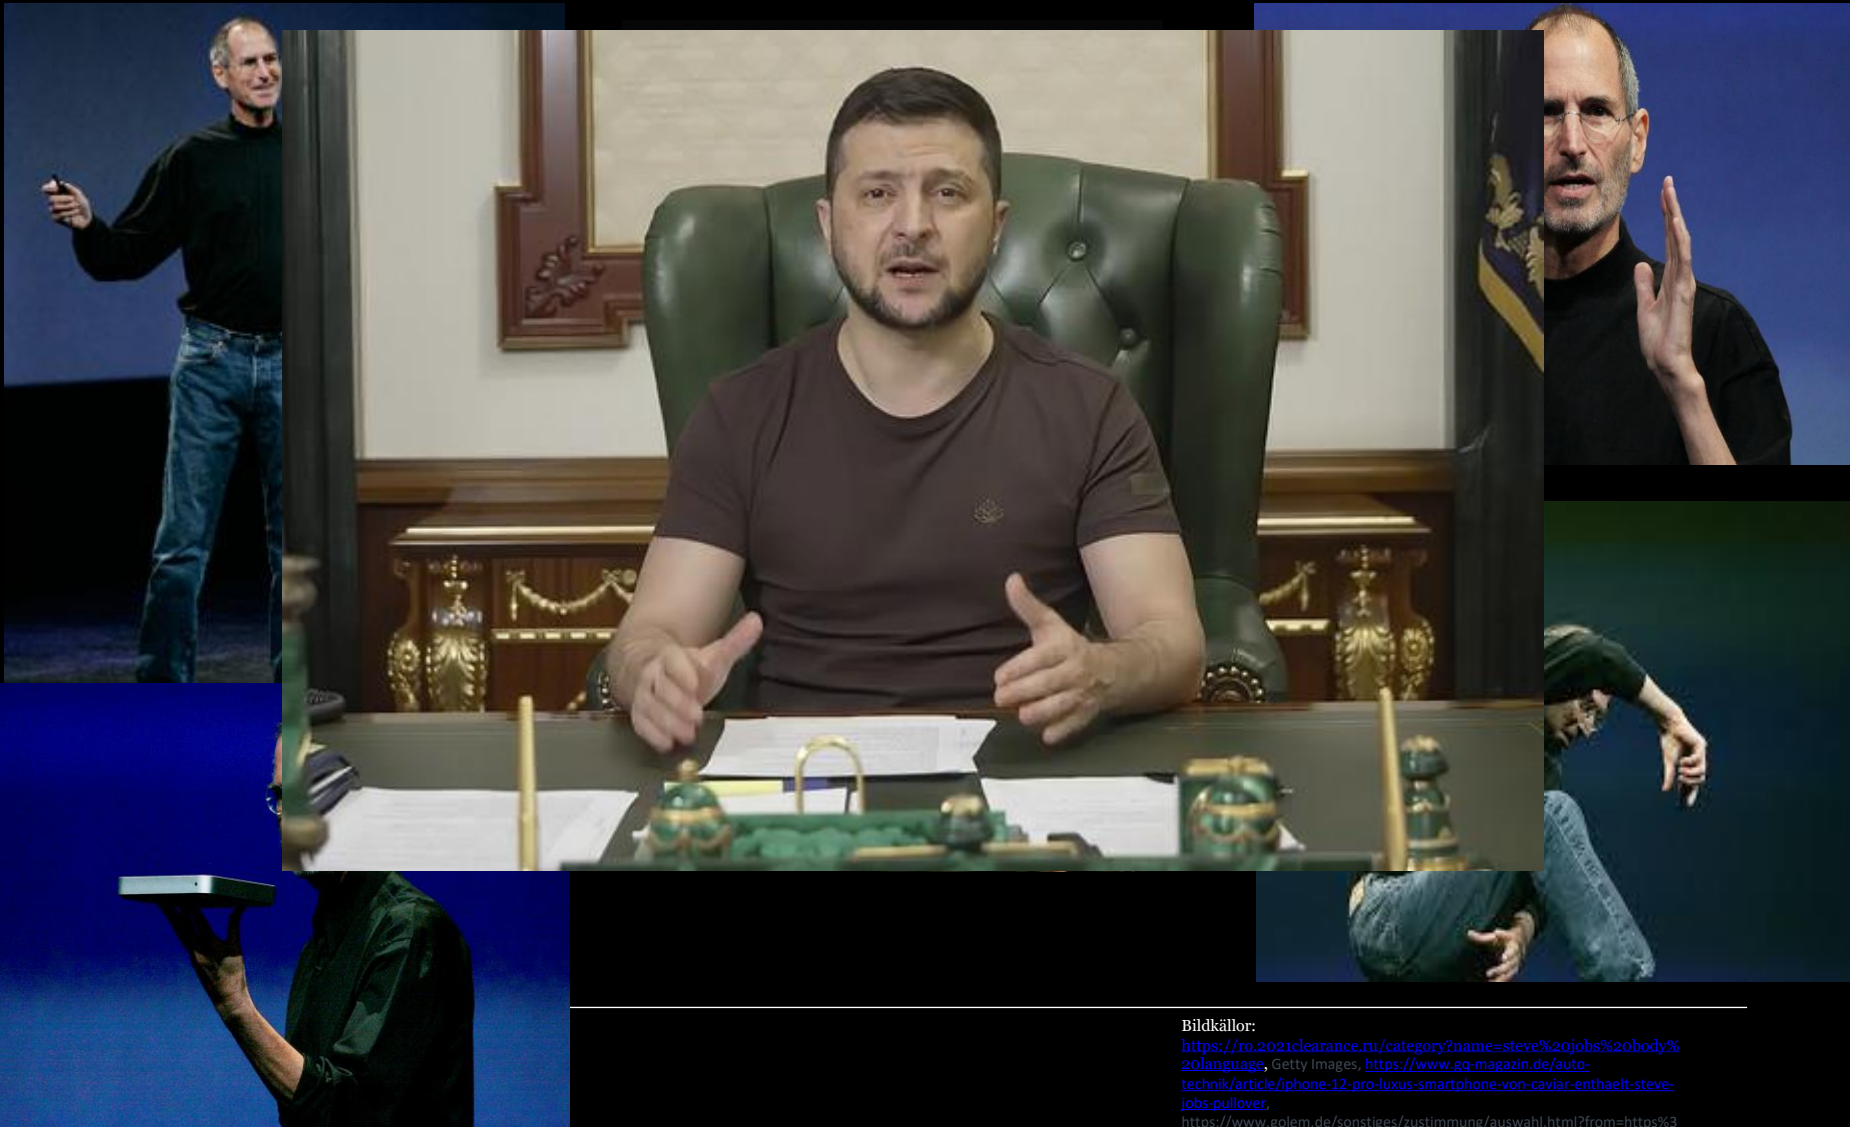 Bildkällor:
https://ro.2021clearance.ru/category?name=steve%20jobs%20body%
20language, Getty Images, https://www.gq-magazin.de/auto-
technik/article/iphone-12-pro-luxus-smartphone-von-caviar-enthaelt-steve-
jobs-pullover,
https://www.golem.de/sonstiges/zustimmung/auswahl.html?from=https%3